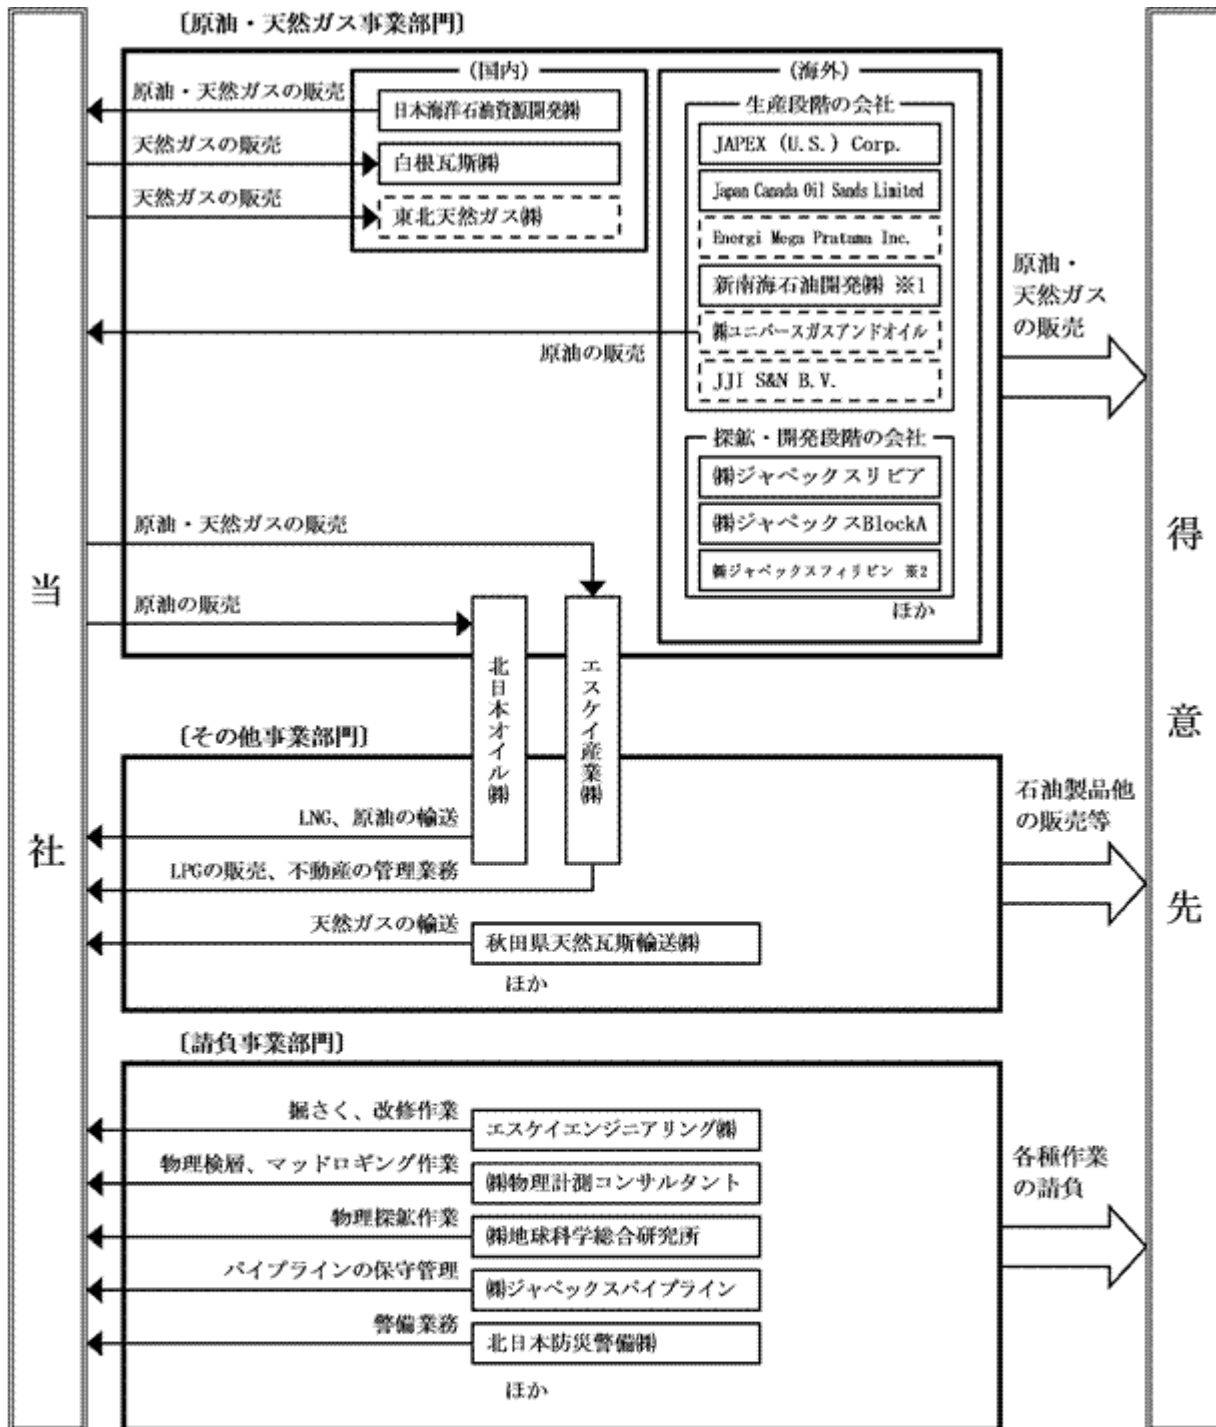 〔原油・天然ガス事業部門〕
（国内）
（海外）
原油・天然ガスの販売
日本海洋石油資源開発㈱
天然ガスの販売
白根瓦斯㈱
天然ガスの販売
東北天然ガス㈱
生産段階の会社
JAPEX (U.S.) Corp.
Japan Canada Oil Sands Limited
Energi Mega Pratama Inc.
新南海石油開発㈱ ※1
㈱ユニバースガスアンドオイル
JJI S&N B.V.
原油の販売
探鉱・開発段階の会社
㈱ジャペックスリビア
㈱ジャペックスBlockA
㈱ジャペックスフィリピン ※2
ほか
原油・
天然ガス
の販売
原油・天然ガスの販売
原油の販売
北日本オイル㈱
エスケイ産業㈱
当社
得意先
〔その他事業部門〕
LNG、原油の輸送
LPGの販売、不動産の管理業務
天然ガスの輸送
秋田県天然瓦斯輸送㈱
ほか
石油製品他
の販売等
〔請負事業部門〕
掘さく、改修作業
エスケイエンジニアリング㈱
物理検層、マッドロギング作業
㈱物理計測コンサルタント
物理探鉱作業
㈱地球科学総合研究所
パイプラインの保守管理
㈱ジャペックスパイプライン
警備業務
北日本防災警備㈱
ほか
各種作業
の請負